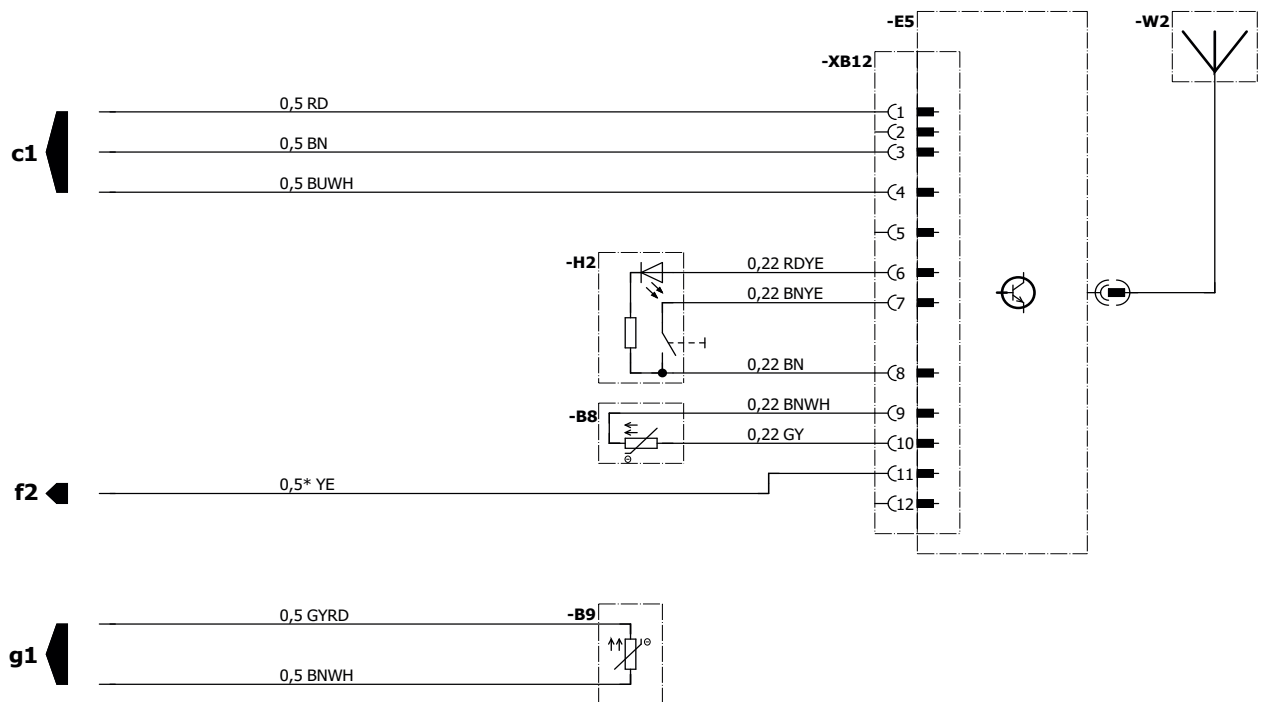 -E5
-W2
-XB12
0,5 RD
1
2
c1
0,5 BN
3
0,5 BUWH
4
5
-H2
0,22 RDYE
6
0,22 BNYE
7
0,22 BN
8
-B8
0,22 BNWH
9
0,22 GY
10
11
f2
0,5* YE
12
0,5 GYRD
-B9
g1
0,5 BNWH